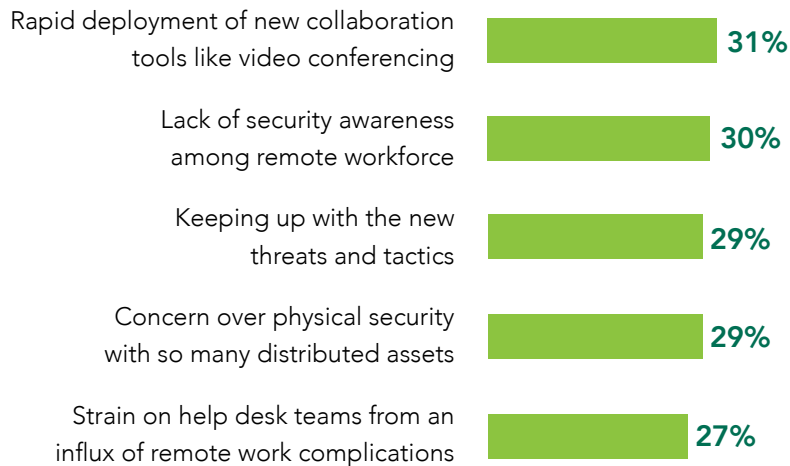 Rapid deployment of new collaboration
tools like video conferencing
31%
Lack of security awareness
among remote workforce
30%
Keeping up with the new
threats and tactics
29%
Concern over physical security
with so many distributed assets
29%
Strain on help desk teams from an
influx of remote work complications
27%